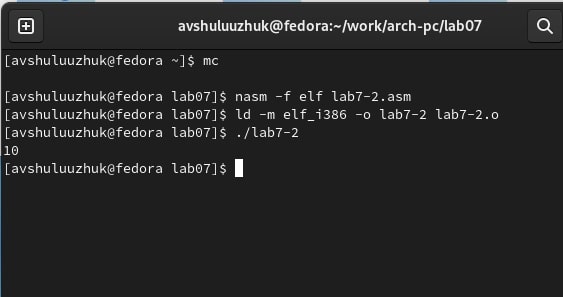 avshuluuzhuk@fedora:~/work/arch-pc/lab07
[avshuluuzhuk@fedora ~]$ mc
[avshuluuzhuk@fedora lab07]$ nasm -f elf lab7-2.asm
[avshuluuzhuk@fedora lab07]$ ld -m elf_i386 -o lab7-2 lab7-2.o
[avshuluuzhuk@fedora lab07]$ ./lab7-2
10
[avshuluuzhuk@fedora lab07]$